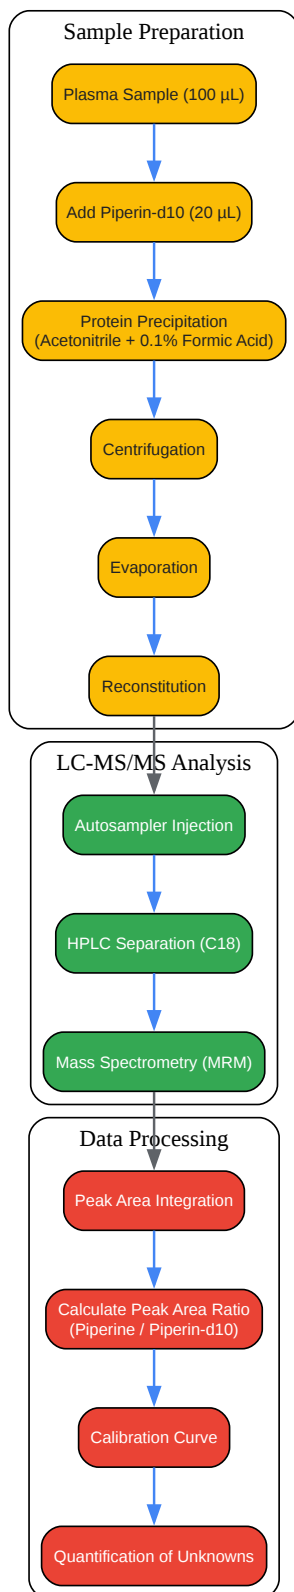 Sample Preparation
Plasma Sample (100 µL)
Add Piperin-d10 (20 µL)
Protein Precipitation
(Acetonitrile + 0.1% Formic Acid)
Centrifugation
Evaporation
Reconstitution
LC-MS/MS Analysis
Autosampler Injection
HPLC Separation (C18)
Mass Spectrometry (MRM)
Data Processing
Peak Area Integration
Calculate Peak Area Ratio
(Piperine / Piperin-d10)
Calibration Curve
Quantification of Unknowns